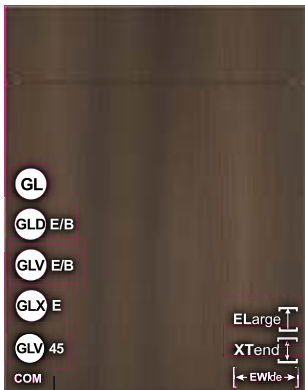 GL
GLD E/B
GLV E/B
GLX E
GLV 45
COM
ELarge
XTend
EWide